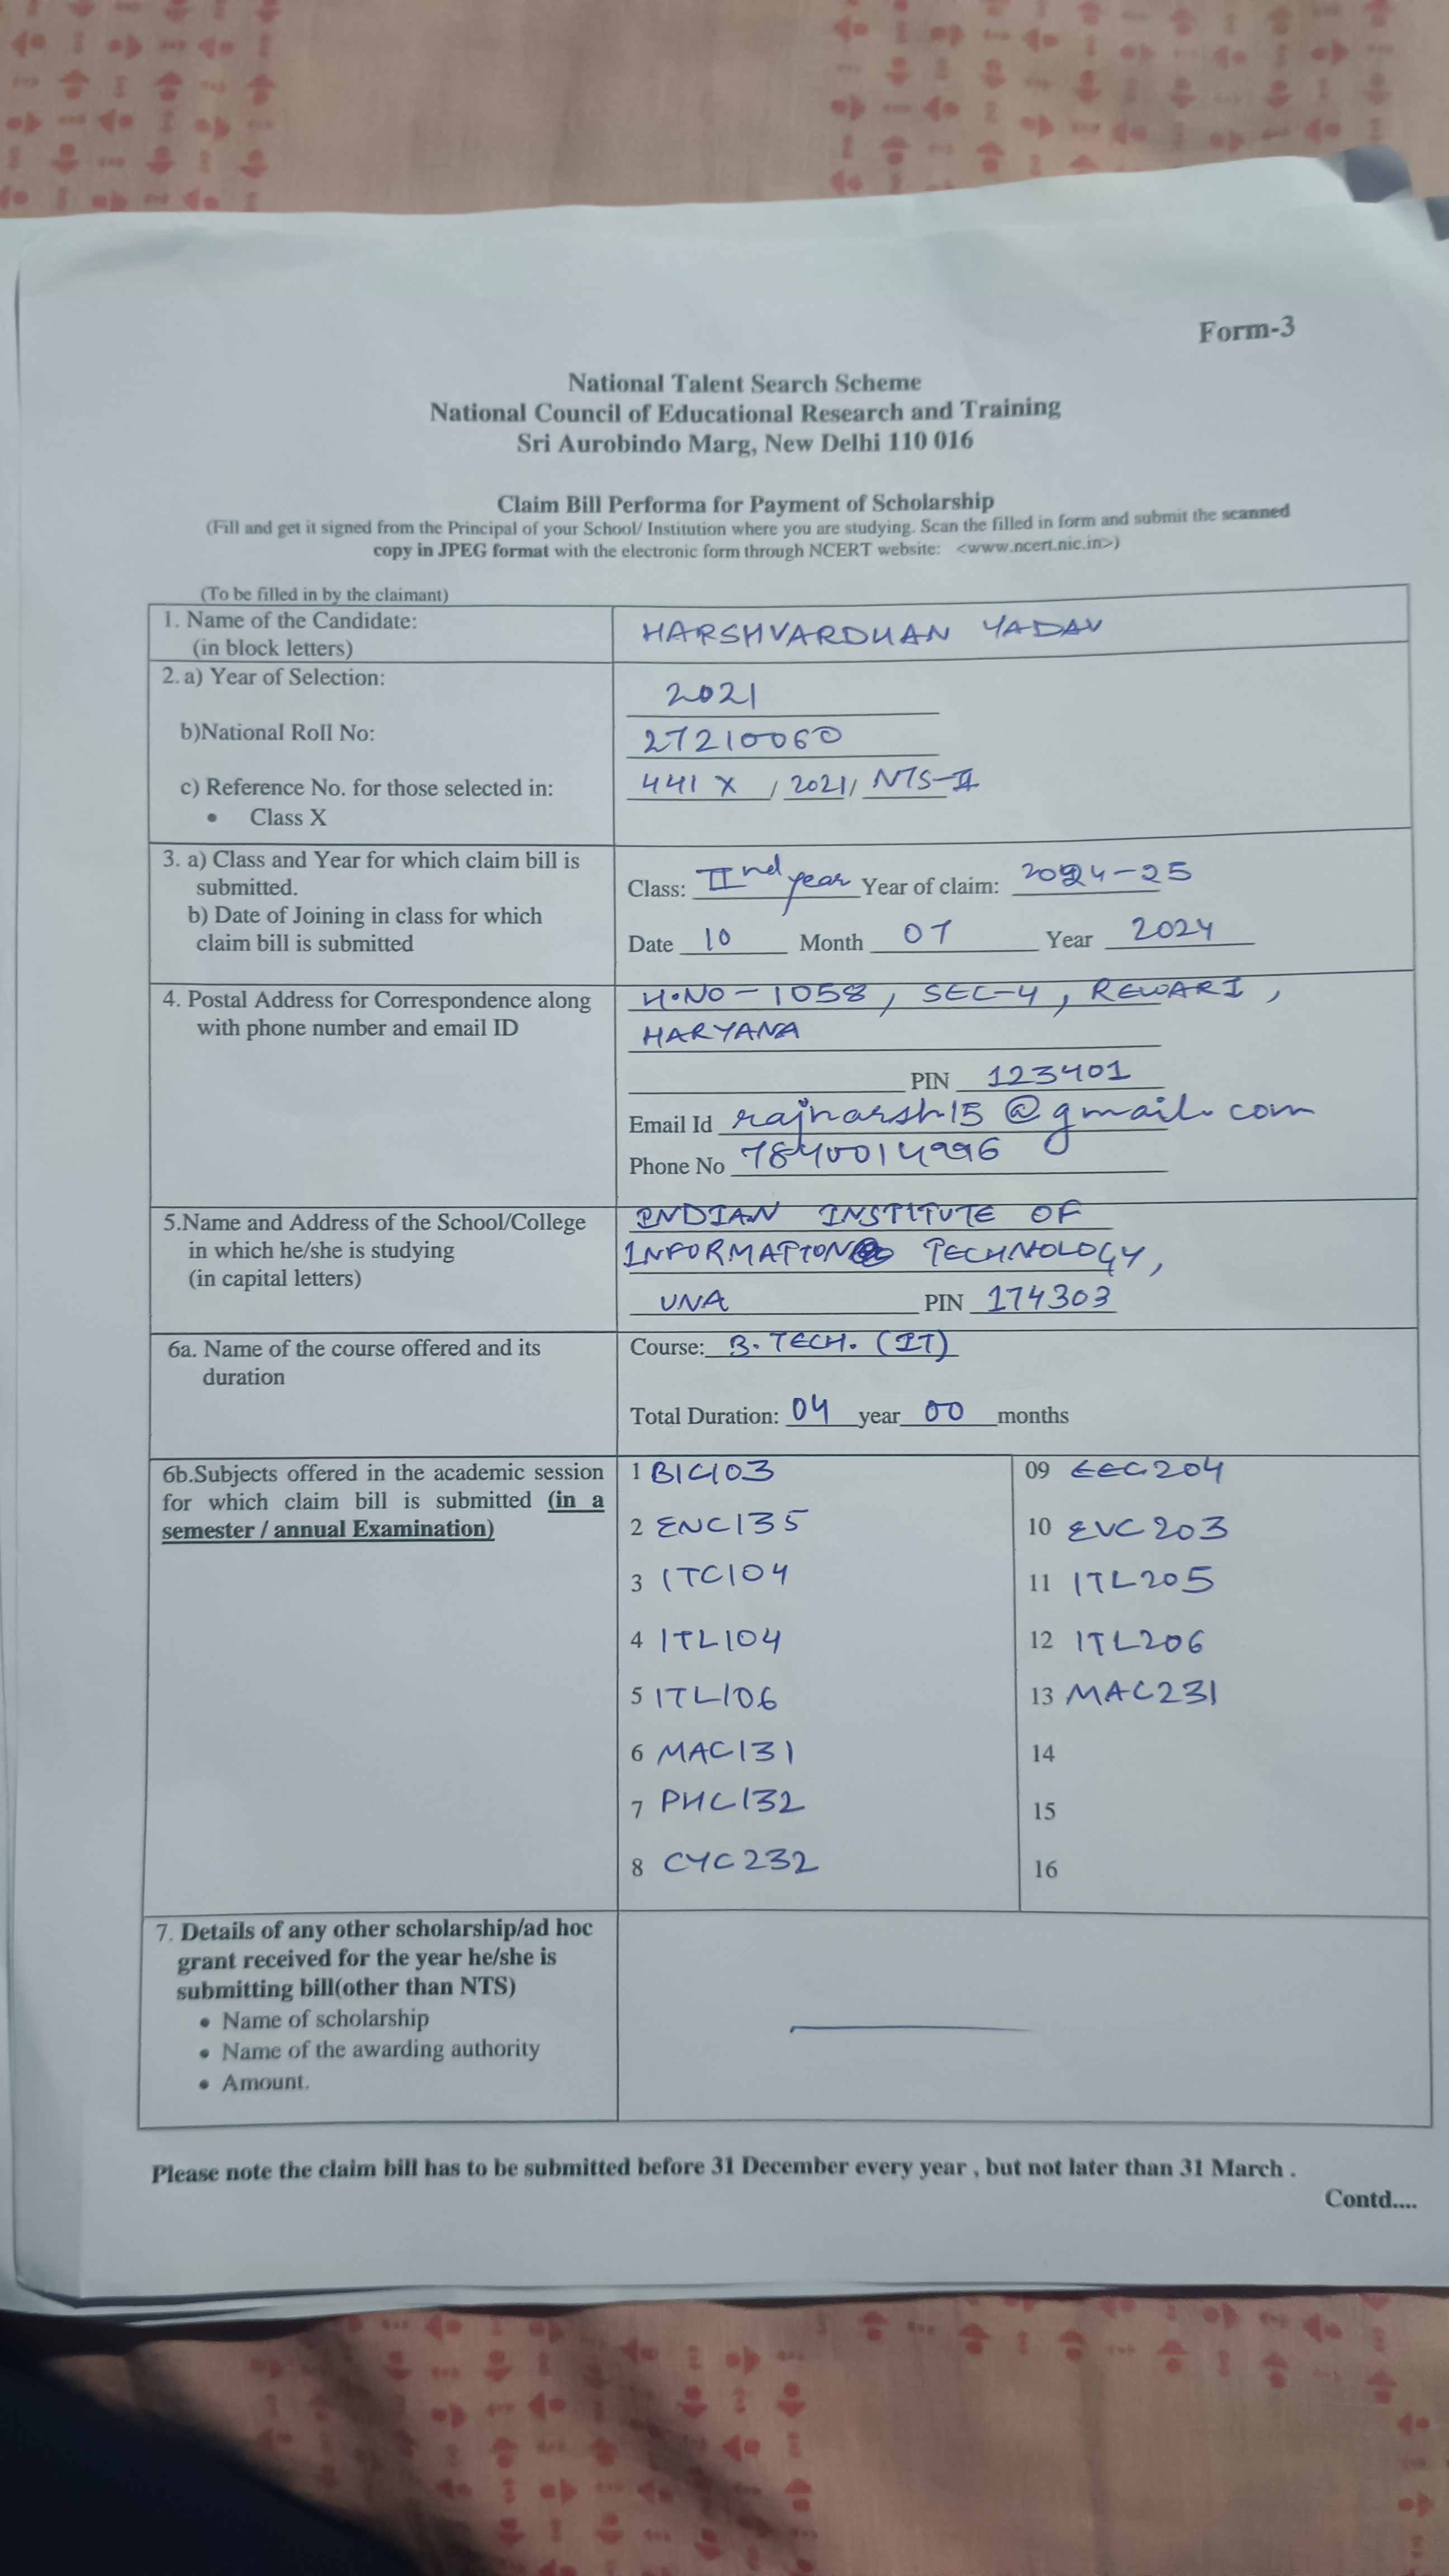 Form-3
National Talent Search Scheme
National Council of Educational Research and Training
Sri Aurobindo Marg, New Delhi 110 016
Claim Bill Performa for Payment of Scholarship
(Fill and get it signed from the Principal of your School/ Institution where you are studying. Scan the filled in form and submit the scanned
copy in JPEG format with the electronic form through NCERT website: <www.ncert.nic.in>)
(To be filled in by the claimant)
1. Name of the Candidate:
(in block letters)
HARSHVARDHAN YADAV
2. a) Year of Selection:
2021
b)National Roll No:
27210060
c) Reference No. for those selected in:
• Class X
441 X / 2021/ NTS-II
3. a) Class and Year for which claim bill is
submitted.
Class: IInd year Year of claim: 2024-25
b) Date of Joining in class for which
claim bill is submitted
Date 10 Month 07 Year 2024
4. Postal Address for Correspondence along
with phone number and email ID
H.NO-1058, SEC-4, REWARI,
HARYANA
PIN 123401
Email Id rajharsh15@gmail.com
Phone No 7840014996
5.Name and Address of the School/College
in which he/she is studying
(in capital letters)
INDIAN INSTITUTE OF
INFORMATION TECHNOLOGY,
UNA PIN 174303
6a. Name of the course offered and its
duration
Course: B. TECH. (IT)
Total Duration: 04 year 00 months
6b.Subjects offered in the academic session
for which claim bill is submitted (in a
semester / annual Examination)
1 BIC103
2 ENC135
3 ITC104
4 ITL104
5 ITL106
6 MAC131
7 PHC132
8 CYC232
09 EEC204
10 EVC203
11 ITL205
12 ITL206
13 MAC231
14
15
16
7. Details of any other scholarship/ad hoc
grant received for the year he/she is
submitting bill(other than NTS)
• Name of scholarship
• Name of the awarding authority
• Amount.
Please note the claim bill has to be submitted before 31 December every year , but not later than 31 March .
Contd....